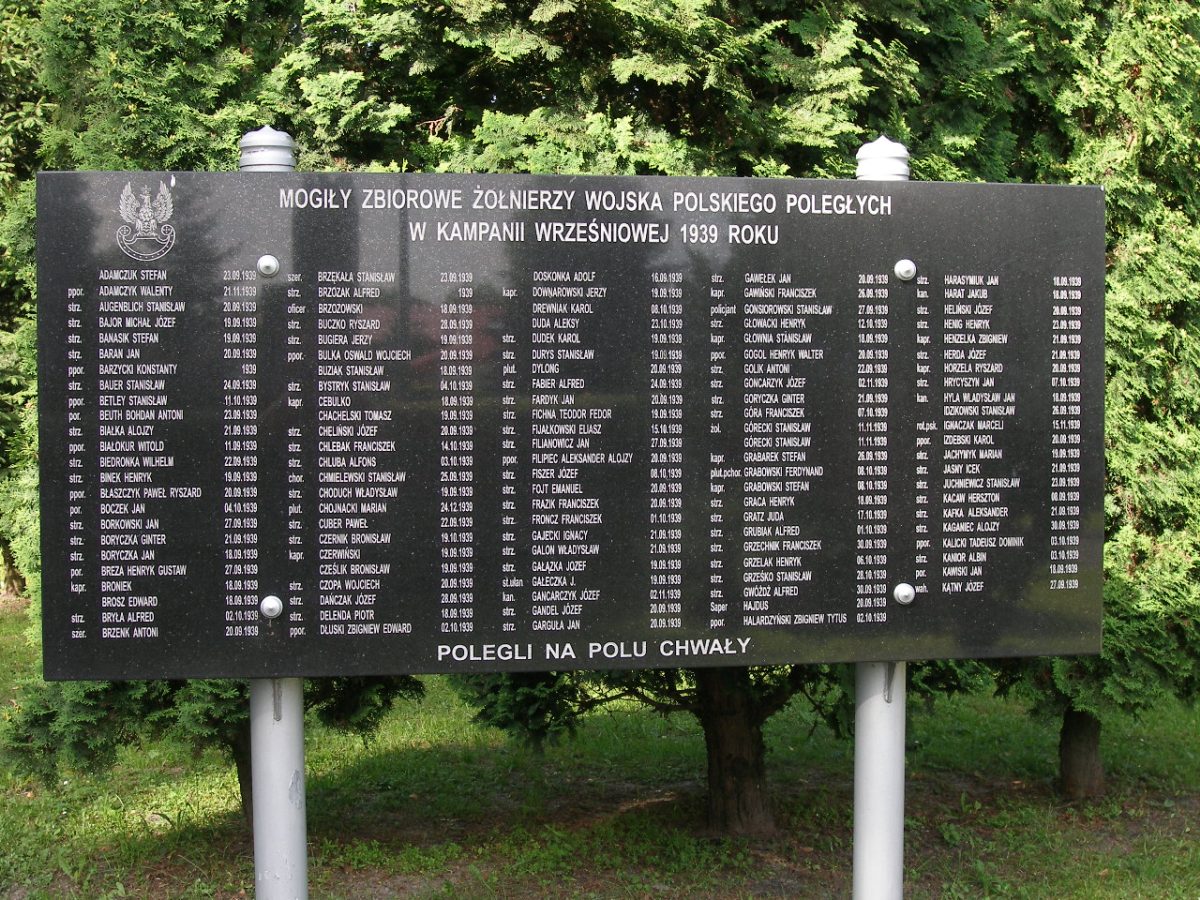 MOGIŁY ZBIOROWE ŻOŁNIERZY WOJSKA POLSKIEGO POLEGŁYCH
W KAMPANII WRZEŚNIOWEJ 1939 ROKU
ADAMCZUK STEFAN 23.09.1939
ppor. ADAMCZYK WALENTY 21.11.1939
strz. AUGENBLICH STANISŁAW 20.09.1939
strz. BAJOR MICHAŁ JÓZEF 19.09.1939
strz. BANASIK STEFAN 19.09.1939
strz. BARAN JAN 20.09.1939
ppor. BARZYCKI KONSTANTY 1939
strz. BAUER STANISŁAW 24.09.1939
ppor. BETLEY STANISŁAW 11.10.1939
por. BEUTH BOHDAN ANTONI 23.09.1939
strz. BIAŁKA ALOJZY 21.09.1939
ppor. BIAŁOKUR WITOLD 11.09.1939
strz. BIEDRONKA WILHELM 22.09.1939
strz. BINEK HENRYK 19.09.1939
ppor. BŁASZCZYK PAWEŁ RYSZARD 20.09.1939
por. BOCZEK JAN 04.10.1939
strz. BORKOWSKI JAN 27.09.1939
strz. BORYCZKA GINTER 21.09.1939
strz. BORYCZKA JAN 18.09.1939
por. BREZA HENRYK GUSTAW 27.09.1939
kapr. BRONIEK 18.09.1939
BROSZ EDWARD 18.09.1939
strz. BRYŁA ALFRED 02.10.1939
szer. BRZENK ANTONI 20.09.1939
szer. BRZĘKAŁA STANISŁAW 23.09.1939
strz. BRZOZAK ALFRED 1939
oficer BRZOZOWSKI 18.09.1939
strz. BUCZKO RYSZARD 28.09.1939
strz. BUGIERA JERZY 19.09.1939
ppor. BULKA OSWALD WOJCIECH 20.09.1939
BUZIAK STANISŁAW 18.09.1939
strz. BYSTRYK STANISŁAW 04.10.1939
kapr. CEBULKO 18.09.1939
CHACHELSKI TOMASZ 19.09.1939
strz. CHELIŃSKI JÓZEF 20.09.1939
strz. CHLEBAK FRANCISZEK 14.10.1939
strz. CHLUBA ALFONS 03.10.1939
chor. CHMIELEWSKI STANISŁAW 25.09.1939
strz. CHODUCH WŁADYSŁAW 19.09.1939
plut. CHOJNACKI MARIAN 24.12.1939
strz. CUBER PAWEŁ 22.09.1939
strz. CZERNIK BRONISŁAW 19.10.1939
kapr. CZERWIŃSKI 19.09.1939
CZEŚLIK BRONISŁAW 19.09.1939
strz. CZOPA WOJCIECH 20.09.1939
strz. DAŃCZAK JÓZEF 28.09.1939
strz. DELENDA PIOTR 18.09.1939
ppor. DŁUSKI ZBIGNIEW EDWARD 02.10.1939
DOSKONKA ADOLF 16.09.1939
kapr. DOWNAROWSKI JERZY 19.09.1939
DREWNIAK KAROL 08.10.1939
DUDA ALEKSY 23.10.1939
strz. DUDEK KAROL 19.09.1939
strz. DURYS STANISŁAW 19.09.1939
plut. DYLONG 20.09.1939
strz. FABIER ALFRED 24.09.1939
strz. FARDYK JAN 20.09.1939
strz. FICHNA TEODOR FEDOR 19.09.1939
strz. FIJAŁKOWSKI ELIASZ 15.10.1939
strz. FILIANOWICZ JAN 27.09.1939
ppor. FILIPIEC ALEKSANDER ALOJZY 20.09.1939
strz. FISZER JÓZEF 08.10.1939
strz. FOJT EMANUEL 20.09.1939
strz. FRAZIK FRANCISZEK 20.09.1939
strz. FRONCZ FRANCISZEK 01.10.1939
strz. GAJECKI IGNACY 21.09.1939
strz. GALON WŁADYSŁAW 21.09.1939
strz. GAŁĄZKA JÓZEF 19.09.1939
st.ułan GAŁECZKA J. 19.09.1939
kan. GANCARCZYK JÓZEF 02.11.1939
strz. GANDEL JÓZEF 20.09.1939
strz. GARGUŁA JAN 20.09.1939
strz. GAWEŁEK JAN 20.09.1939
kapr. GAWIŃSKI FRANCISZEK 26.09.1939
policjant GONSIOROWSKI STANISŁAW 27.09.1939
strz. GŁOWACKI HENRYK 12.10.1939
kapr. GŁOWNIA STANISŁAW 18.09.1939
ppor. GOGOL HENRYK WALTER 20.09.1939
strz. GOLIK ANTONI 22.09.1939
strz. GONCARZYK JÓZEF 02.11.1939
strz. GORYCZKA GINTER 21.09.1939
strz. GÓRA FRANCISZEK 07.10.1939
żoł. GÓRECKI STANISŁAW 11.11.1939
GÓRECKI STANISŁAW 11.11.1939
kapr. GRABAREK STEFAN 26.09.1939
plut.pchor. GRABOWSKI FERDYNAND 08.10.1939
kapr. GRABOWSKI STEFAN 08.10.1939
strz. GRACA HENRYK 18.09.1939
strz. GRATZ JUDA 17.10.1939
strz. GRUBIAK ALFRED 01.10.1939
strz. GRZECHNIK FRANCISZEK 30.09.1939
strz. GRZELAK HENRYK 06.10.1939
strz. GRZEŚKO STANISŁAW 20.10.1939
strz. GWÓŹDŹ ALFRED 30.09.1939
Saper HAJDUS 20.09.1939
ppor. HALARDZYŃSKI ZBIGNIEW TYTUS 02.10.1939
strz. HARASYMIUK JAN 18.09.1939
kan. HARAT JAKUB 18.09.1939
strz. HELIŃSKI JÓZEF 20.09.1939
strz. HENIG HENRYK 23.09.1939
kapr. HENZELKA ZBIGNIEW 21.09.1939
strz. HERDA JÓZEF 21.09.1939
kapr. HORZELA RYSZARD 20.09.1939
strz. HRYCYSZYN JAN 07.10.1939
kan. HYLA WŁADYSŁAW JAN 18.09.1939
IDZIKOWSKI STANISŁAW 26.09.1939
rot.psk. IGNACZAK MARCELI 15.11.1939
ppor. IZDEBSKI KAROL 20.09.1939
strz. JACHYMYK MARIAN 19.09.1939
strz. JASNY ICEK 21.09.1939
strz. JUCHNIEWICZ STANISŁAW 23.09.1939
strz. KACAW HERSZTON 08.09.1939
strz. KAFKA ALEKSANDER 21.09.1939
strz. KAGANIEC ALOJZY 30.09.1939
ppor. KALICKI TADEUSZ DOMINIK 03.10.1939
strz. KANIOR ALBIN 03.10.1939
por. KAWISKI JAN 18.09.1939
wah. KĄTNY JÓZEF 27.09.1939
POLEGLI NA POLU CHWAŁY